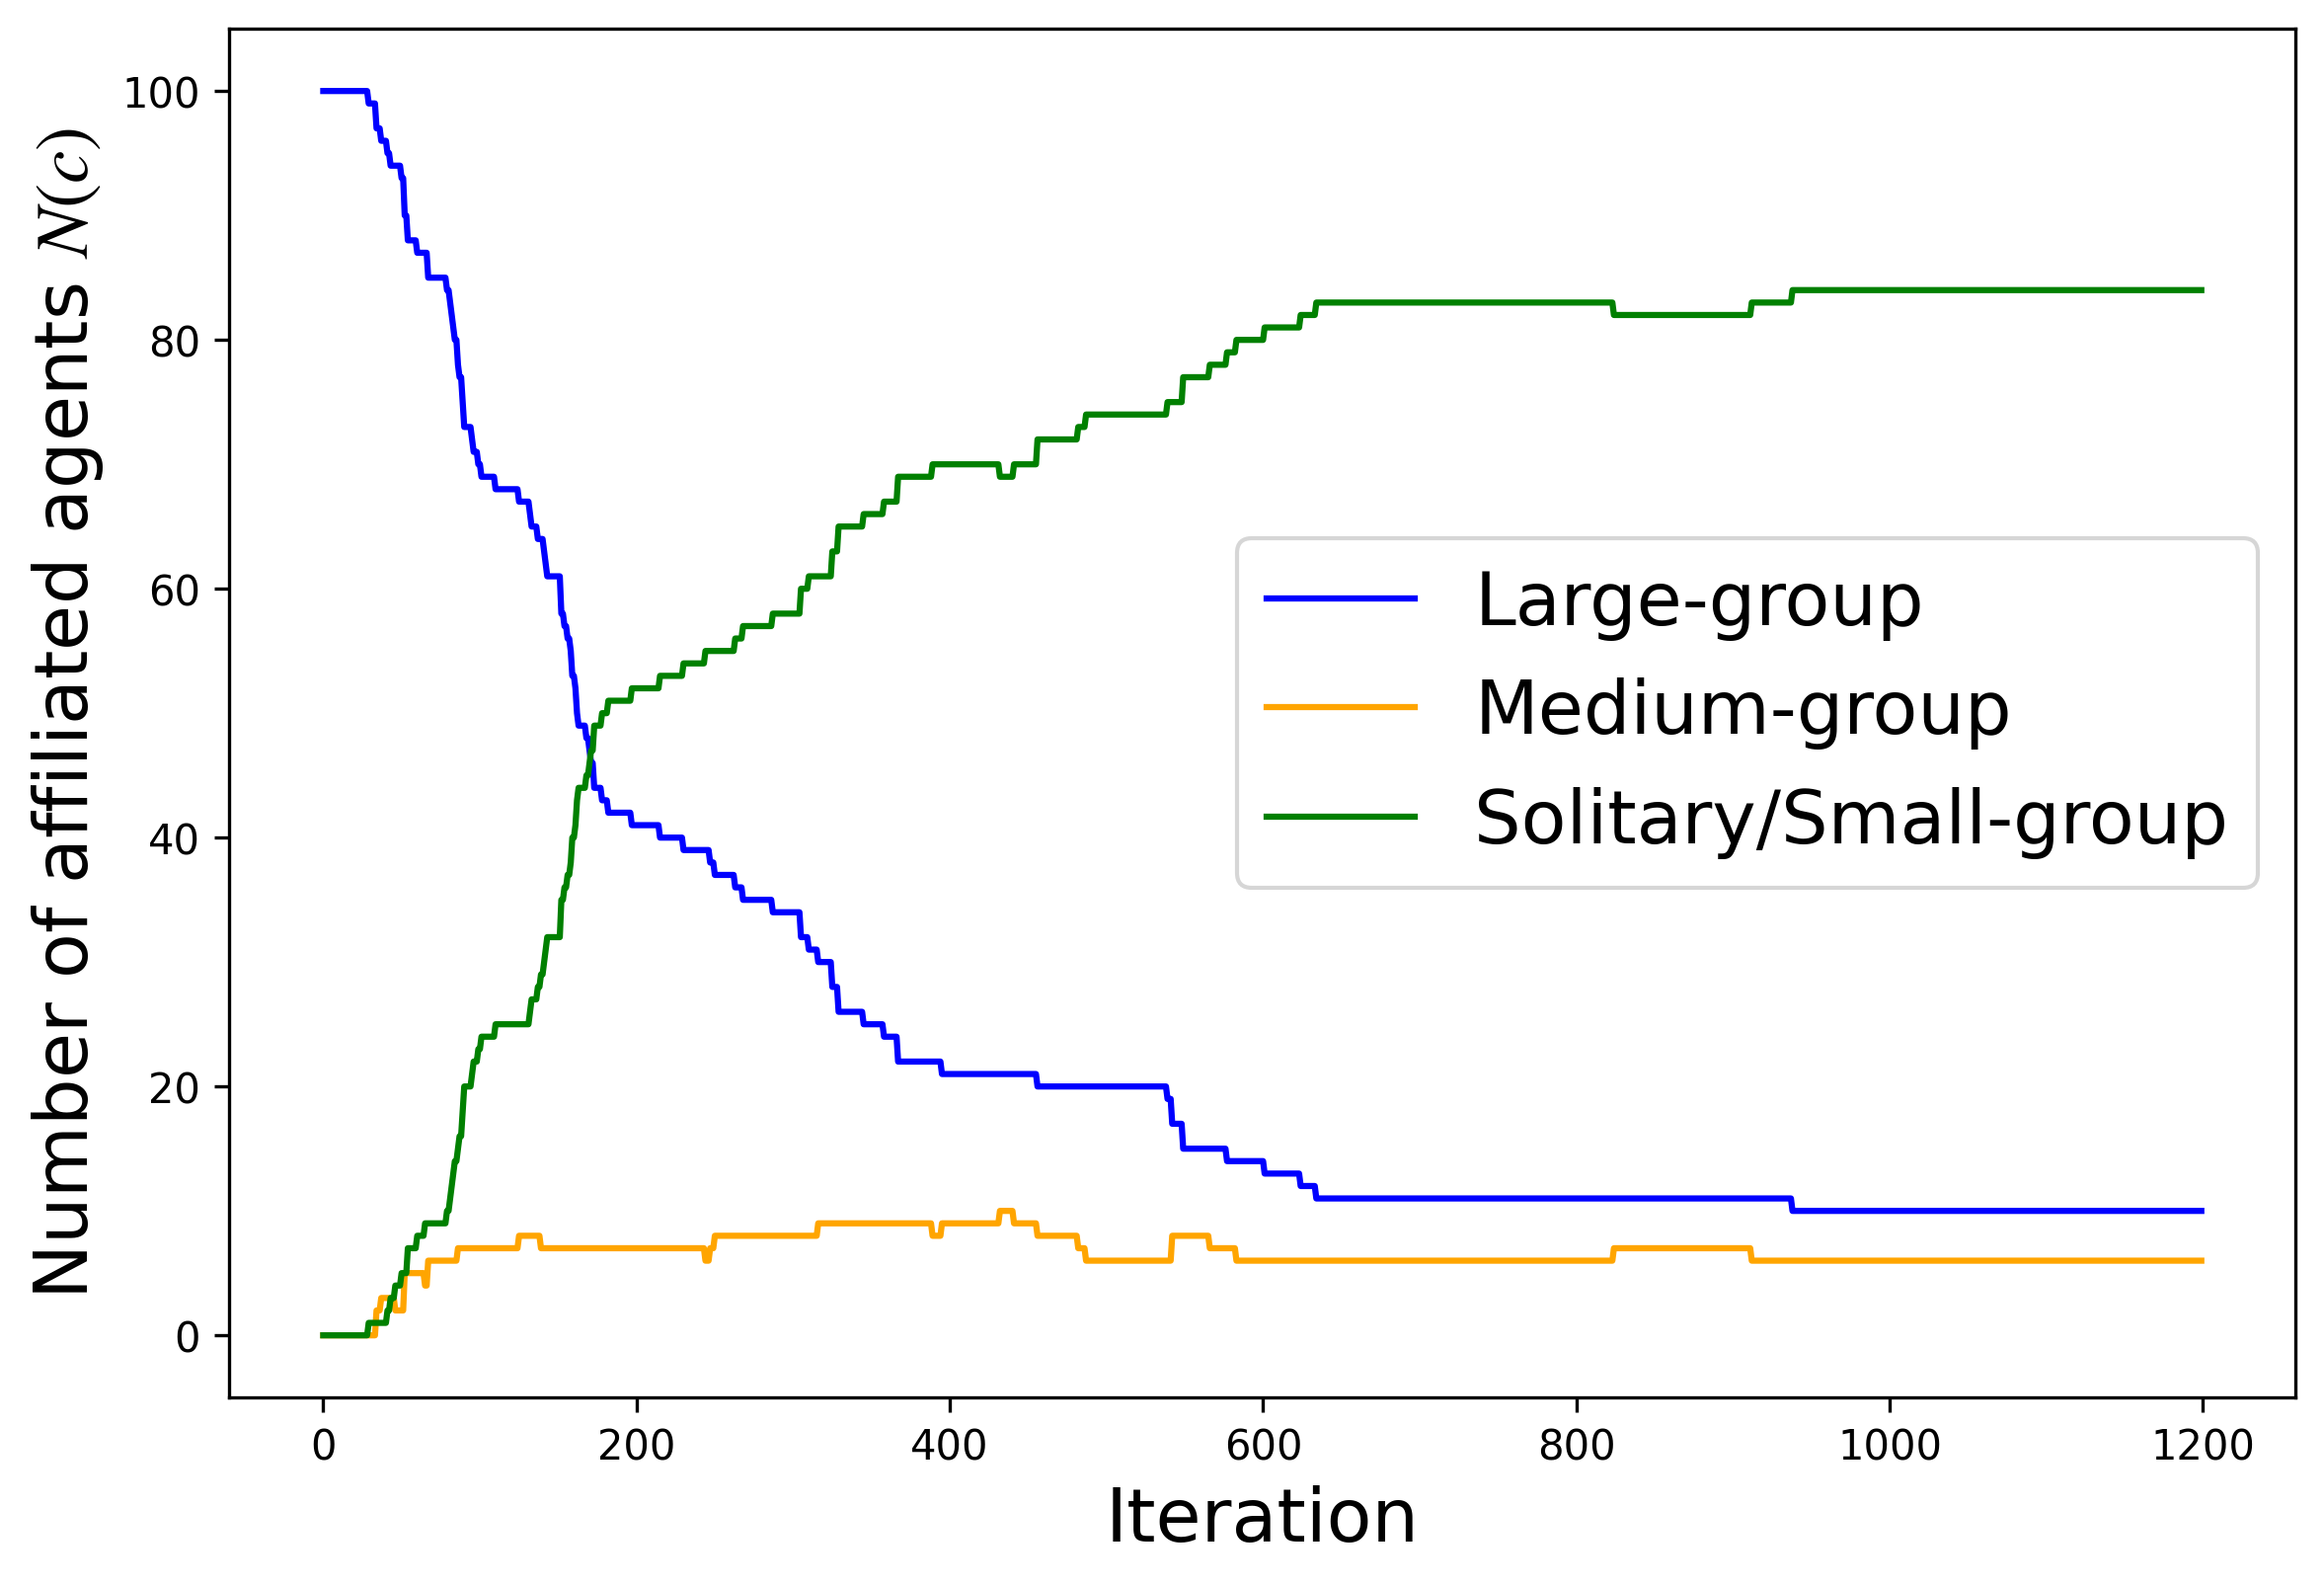 Number of affiliated agents N(c)
100
80
60
40
20
0
Large-group
Medium-group
Solitary/Small-group
0 200 400 600 800 1000 1200
Iteration